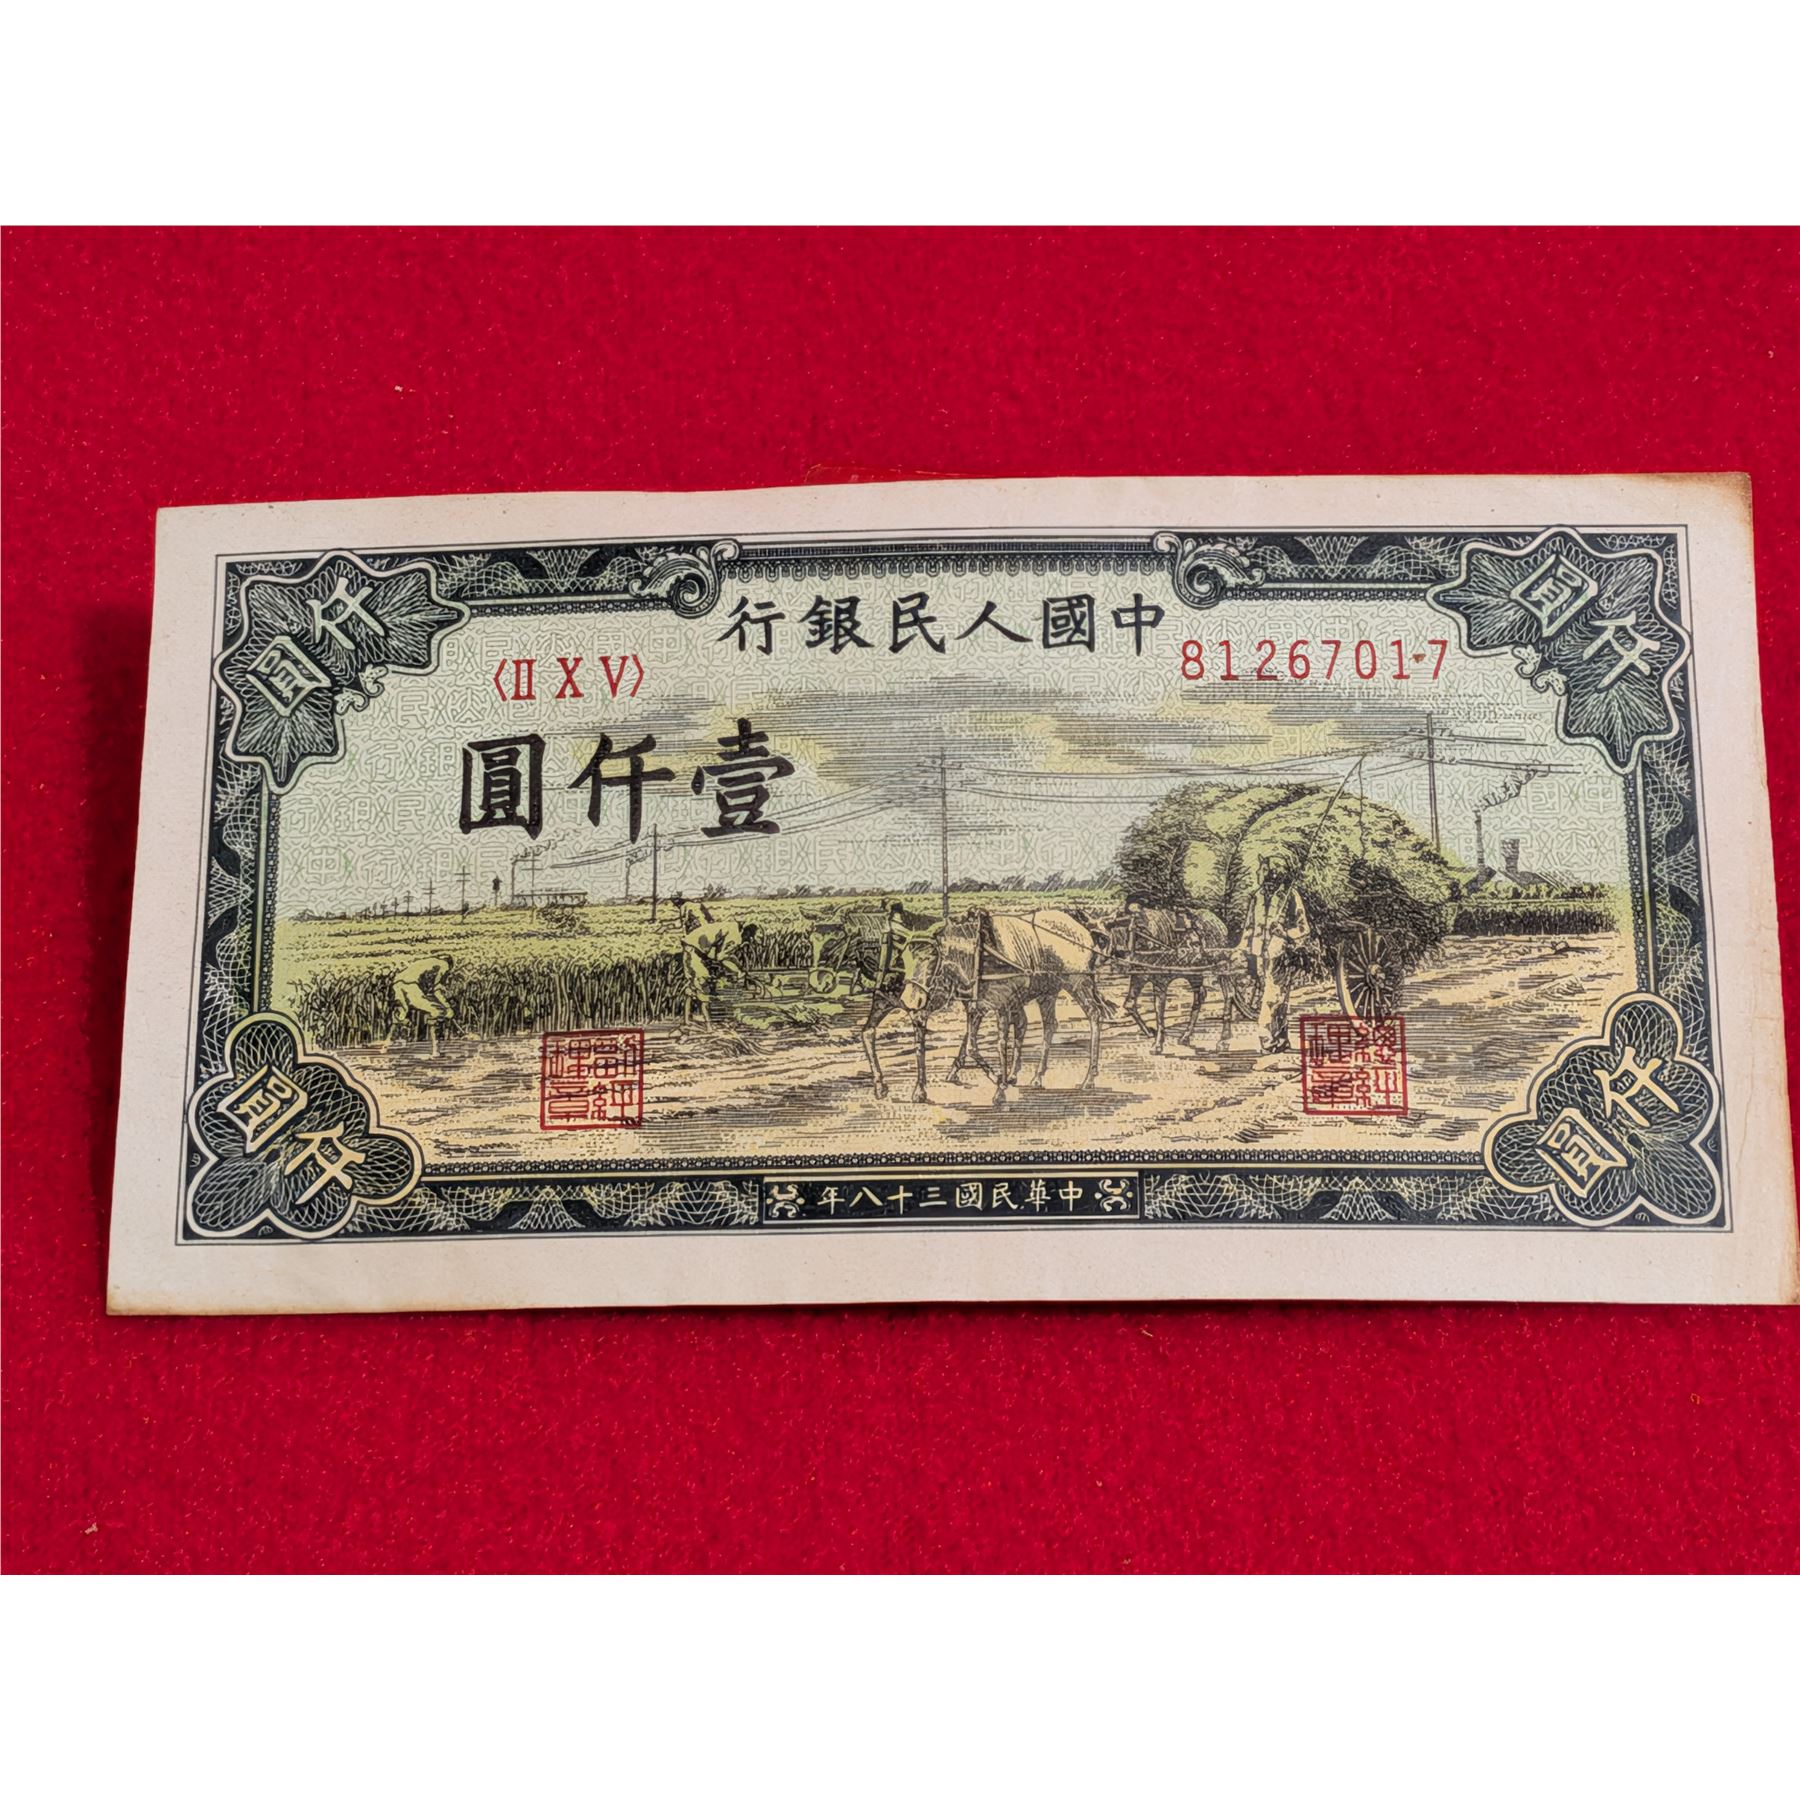 中國人民銀行
〈II X V〉
81267017
壹仟圓
仟圓
仟圓
仟圓
仟圓
中華民國三十八年